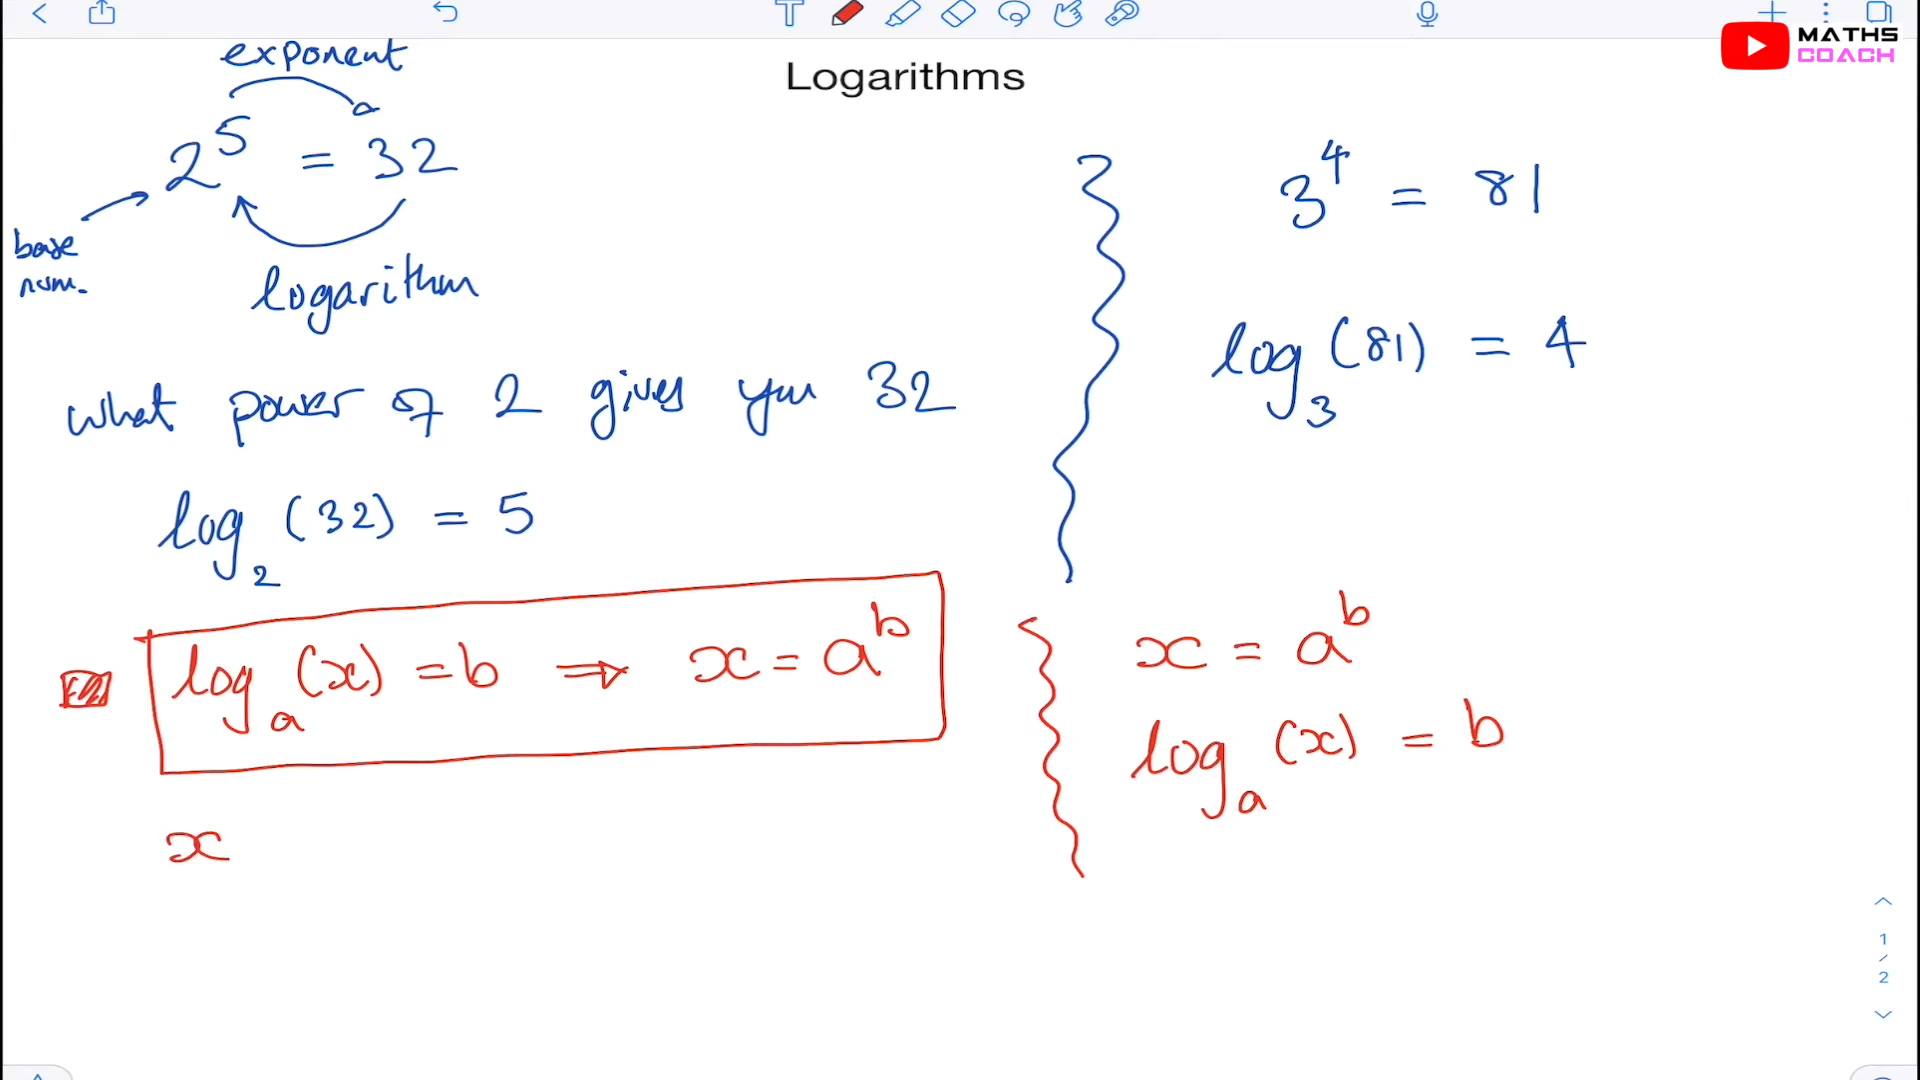 MATHS
COACH
Logarithms
exponent
2^5 = 32
base
num.
logarithm
what power of 2 gives you 32
log_2 (32) = 5
log_a (x) = b ⇒ x = a^b
x
3^4 = 81
log_3 (81) = 4
x = a^b
log_a (x) = b
1
/
2